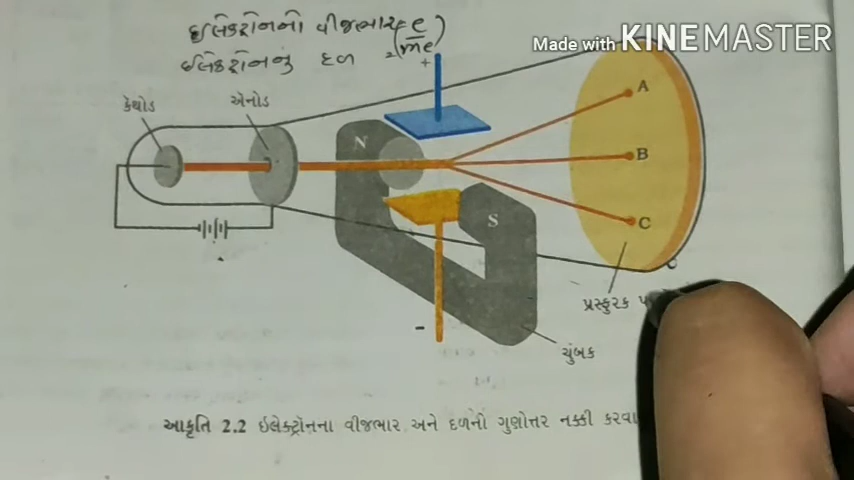 ઇલેક્ટ્રોનનો વીજભાર = (e/me)
ઇલેક્ટ્રોનનું દળ
Made with KINEMASTER
+
કેથોડ
ઍનોડ
A
N
B
S
C
પ્રસ્ફુરક
-
ચુંબક
આકૃતિ 2.2 ઇલેક્ટ્રૉનના વીજભાર અને દળની ગુણોત્તર નક્કી કરવા